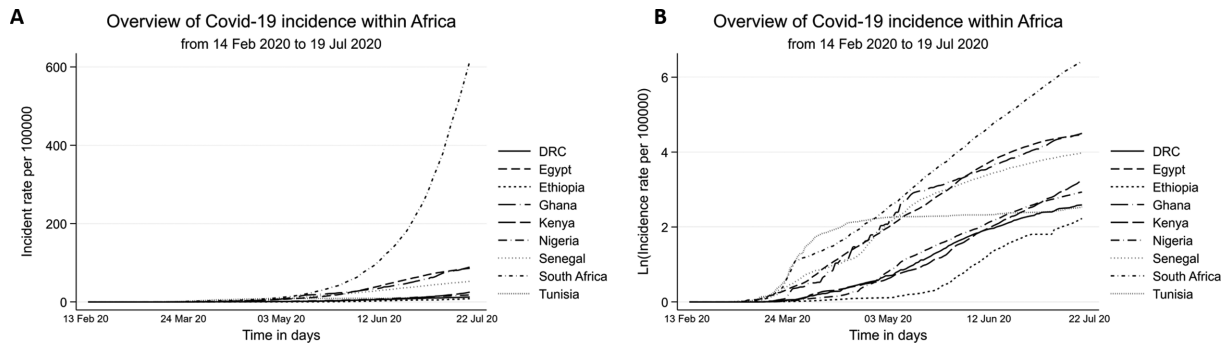 A
Overview of Covid-19 incidence within Africa
from 14 Feb 2020 to 19 Jul 2020
Incident rate per 100000
600
400
200
0
13 Feb 20
24 Mar 20
03 May 20
12 Jun 20
22 Jul 20
Time in days
DRC
Egypt
Ethiopia
Ghana
Kenya
Nigeria
Senegal
South Africa
Tunisia
B
Overview of Covid-19 incidence within Africa
from 14 Feb 2020 to 19 Jul 2020
Ln(Incidence rate per 100000)
6
4
2
0
13 Feb 20
24 Mar 20
03 May 20
12 Jun 20
22 Jul 20
Time in days
DRC
Egypt
Ethiopia
Ghana
Kenya
Nigeria
Senegal
South Africa
Tunisia